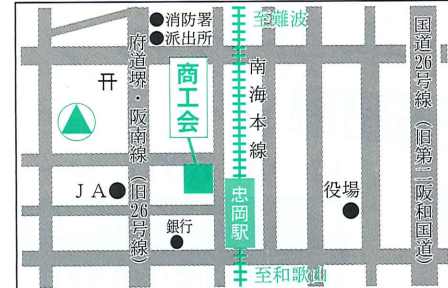 ●消防署
●派出所
至難波
府道堺・阪南線（旧26号線）
商工会
南海本線
国道26号線（旧第二阪和国道）
JA●
忠岡駅
役場
銀行
至和歌山